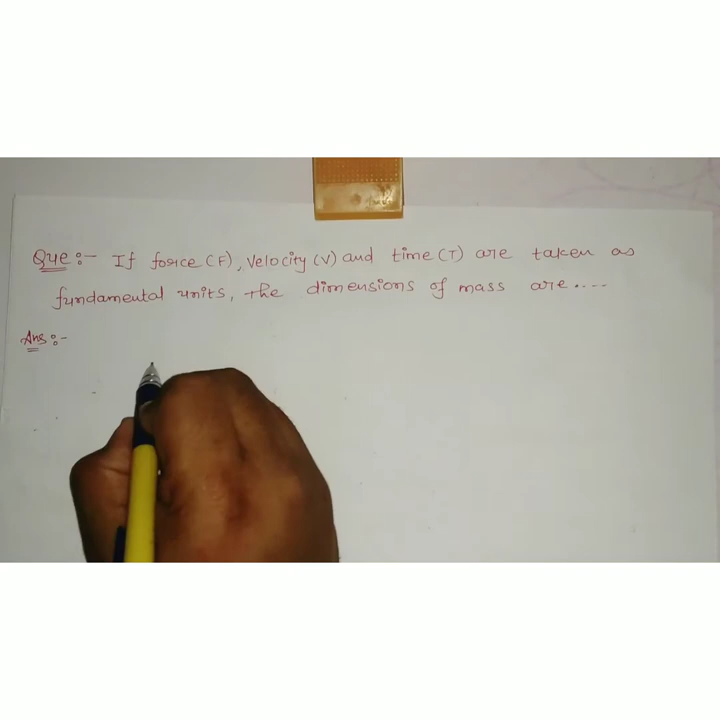 Que :- If force (F), Velocity (V) and time (T) are taken as
fundamental units, the dimensions of mass are....
Ans :-